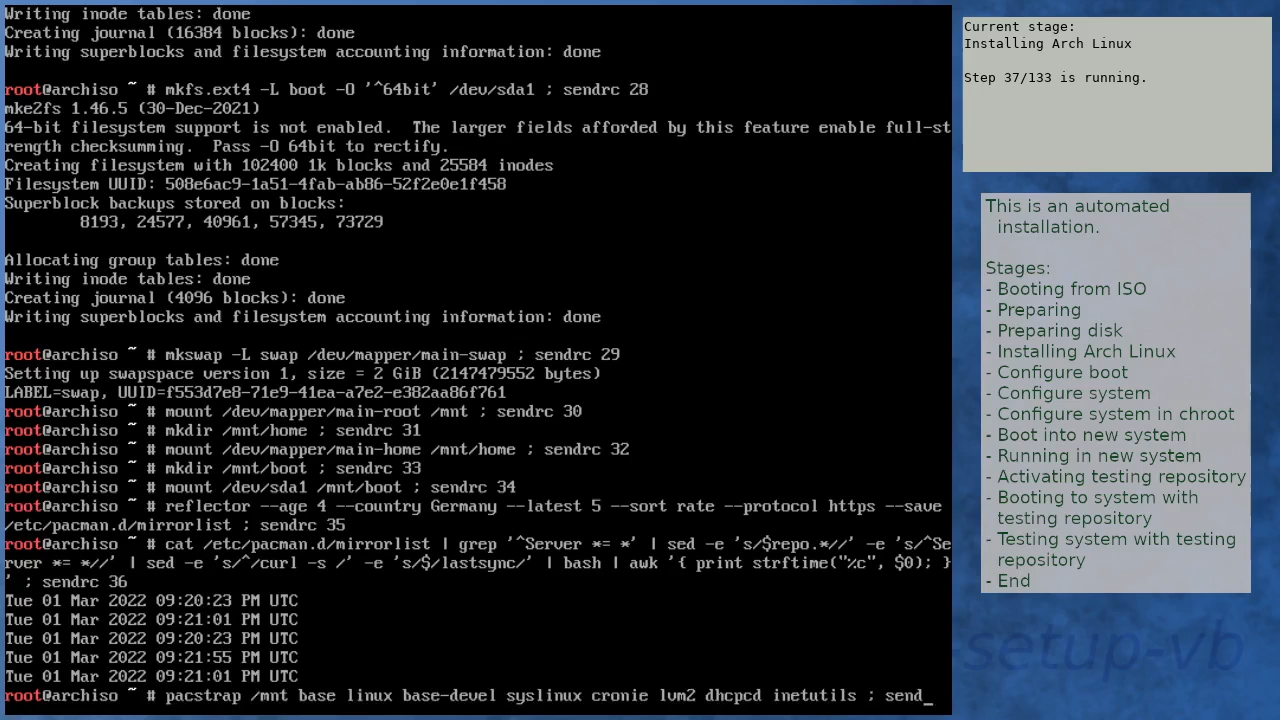 Writing inode tables: done
Creating journal (16384 blocks): done
Writing superblocks and filesystem accounting information: done
root@archiso ~ # mkfs.ext4 -L boot -O '^64bit' /dev/sda1 ; sendrc 28
mke2fs 1.46.5 (30-Dec-2021)
64-bit filesystem support is not enabled.  The larger fields afforded by this feature enable full-st
rength checksumming.  Pass -O 64bit to rectify.
Creating filesystem with 102400 1k blocks and 25584 inodes
Filesystem UUID: 508e6ac9-1a51-4fab-ab86-52f2e0e1f458
Superblock backups stored on blocks:
        8193, 24577, 40961, 57345, 73729
Allocating group tables: done
Writing inode tables: done
Creating journal (4096 blocks): done
Writing superblocks and filesystem accounting information: done
root@archiso ~ # mkswap -L swap /dev/mapper/main-swap ; sendrc 29
Setting up swapspace version 1, size = 2 GiB (2147479552 bytes)
LABEL=swap, UUID=f553d7e8-71e9-41ea-a7e2-e382aa86f761
root@archiso ~ # mount /dev/mapper/main-root /mnt ; sendrc 30
root@archiso ~ # mkdir /mnt/home ; sendrc 31
root@archiso ~ # mount /dev/mapper/main-home /mnt/home ; sendrc 32
root@archiso ~ # mkdir /mnt/boot ; sendrc 33
root@archiso ~ # mount /dev/sda1 /mnt/boot ; sendrc 34
root@archiso ~ # reflector --age 4 --country Germany --latest 5 --sort rate --protocol https --save
/etc/pacman.d/mirrorlist ; sendrc 35
root@archiso ~ # cat /etc/pacman.d/mirrorlist | grep '^Server *= *' | sed -e 's/$repo.*//' -e 's/^Se
rver *= *//' | sed -e 's/^/curl -s /' -e 's/$/lastsync/' | bash | awk '{ print strftime("%c", $0); }
' ; sendrc 36
Tue 01 Mar 2022 09:20:23 PM UTC
Tue 01 Mar 2022 09:21:01 PM UTC
Tue 01 Mar 2022 09:20:23 PM UTC
Tue 01 Mar 2022 09:21:55 PM UTC
Tue 01 Mar 2022 09:21:01 PM UTC
root@archiso ~ # pacstrap /mnt base linux base-devel syslinux cronie lvm2 dhcpcd inetutils ; send_
Current stage:
Installing Arch Linux
Step 37/133 is running.
This is an automated
installation.
Stages:
- Booting from ISO
- Preparing
- Preparing disk
- Installing Arch Linux
- Configure boot
- Configure system
- Configure system in chroot
- Boot into new system
- Running in new system
- Activating testing repository
- Booting to system with
testing repository
- Testing system with testing
repository
- End
setup-vb